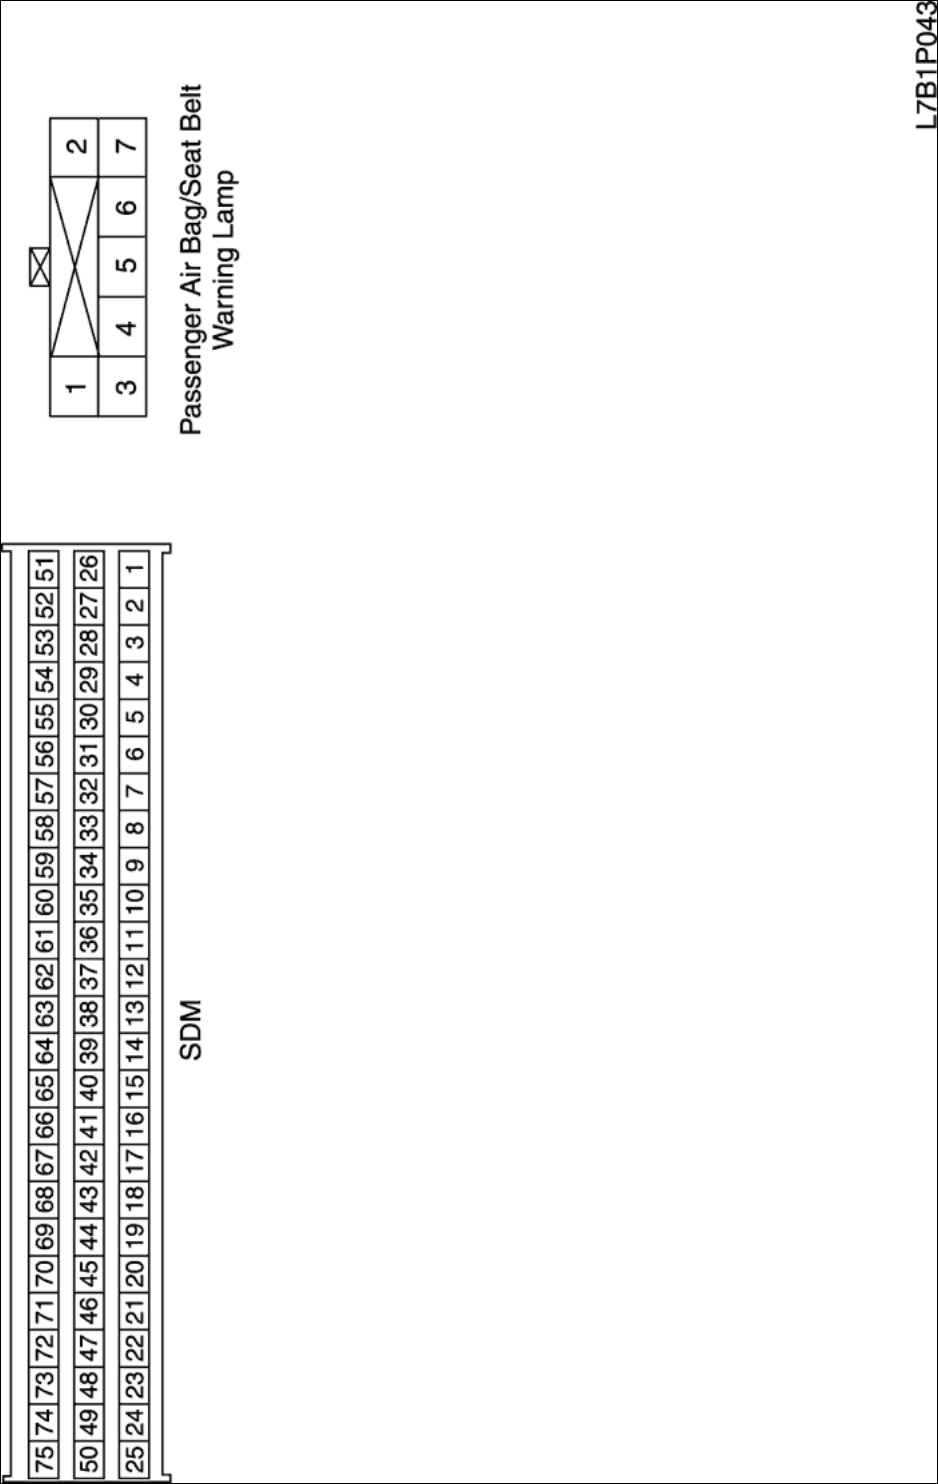 75 74 73 72 71 70 69 68 67 66 65 64 63 62 61 60 59 58 57 56 55 54 53 52 51
50 49 48 47 46 45 44 43 42 41 40 39 38 37 36 35 34 33 32 31 30 29 28 27 26
25 24 23 22 21 20 19 18 17 16 15 14 13 12 11 10 9 8 7 6 5 4 3 2 1
SDM
1 2
3 4 5 6 7
Passenger Air Bag/Seat Belt
Warning Lamp
L7B1P043